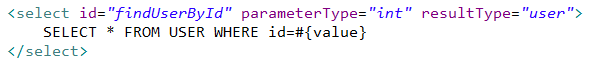 <select id="findUserById" parameterType="int" resultType="user">
    SELECT * FROM USER WHERE id=#{value}
</select>